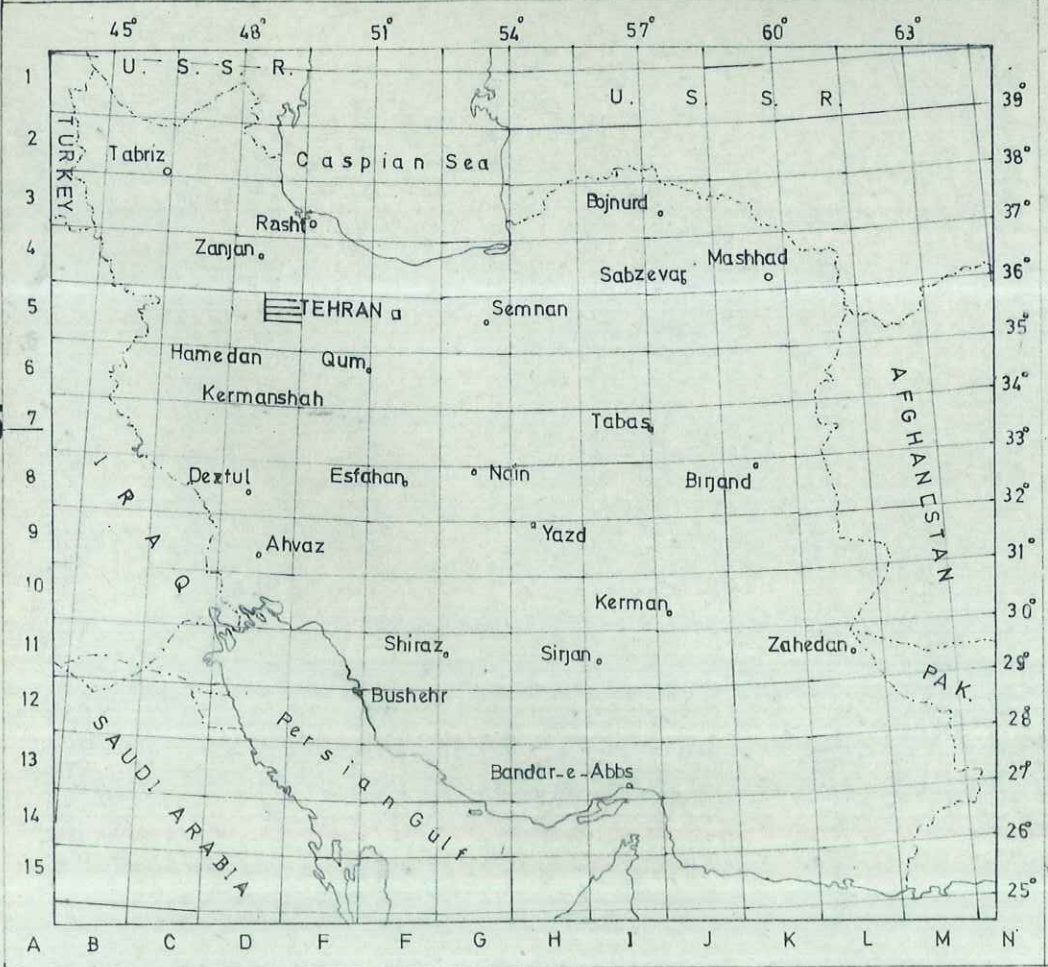 45° 48° 51° 54° 57° 60° 63°
1 2 3 4 5 6 7 8 9 10 11 12 13 14 15
39° 38° 37° 36° 35° 34° 33° 32° 31° 30° 29° 28° 27° 26° 25°
U. S. S. R.
U. S. S. R.
TURKEY
Tabriz
Caspian Sea
Rasht
Bojnurd
Zanjan
Mashhad
Sabzevar
TEHRAN
Semnan
Hamedan
Qum
Kermanshah
AFGHANISTAN
Tabas
IRAQ
Dezful
Esfahan
Nain
Birjand
Yazd
Ahvaz
Kerman
Shiraz
Sirjan
Zahedan
PAK.
Bushehr
SAUDI ARABIA
Persian Gulf
Bandar-e-Abbs
A B C D F F G H I J K L M N